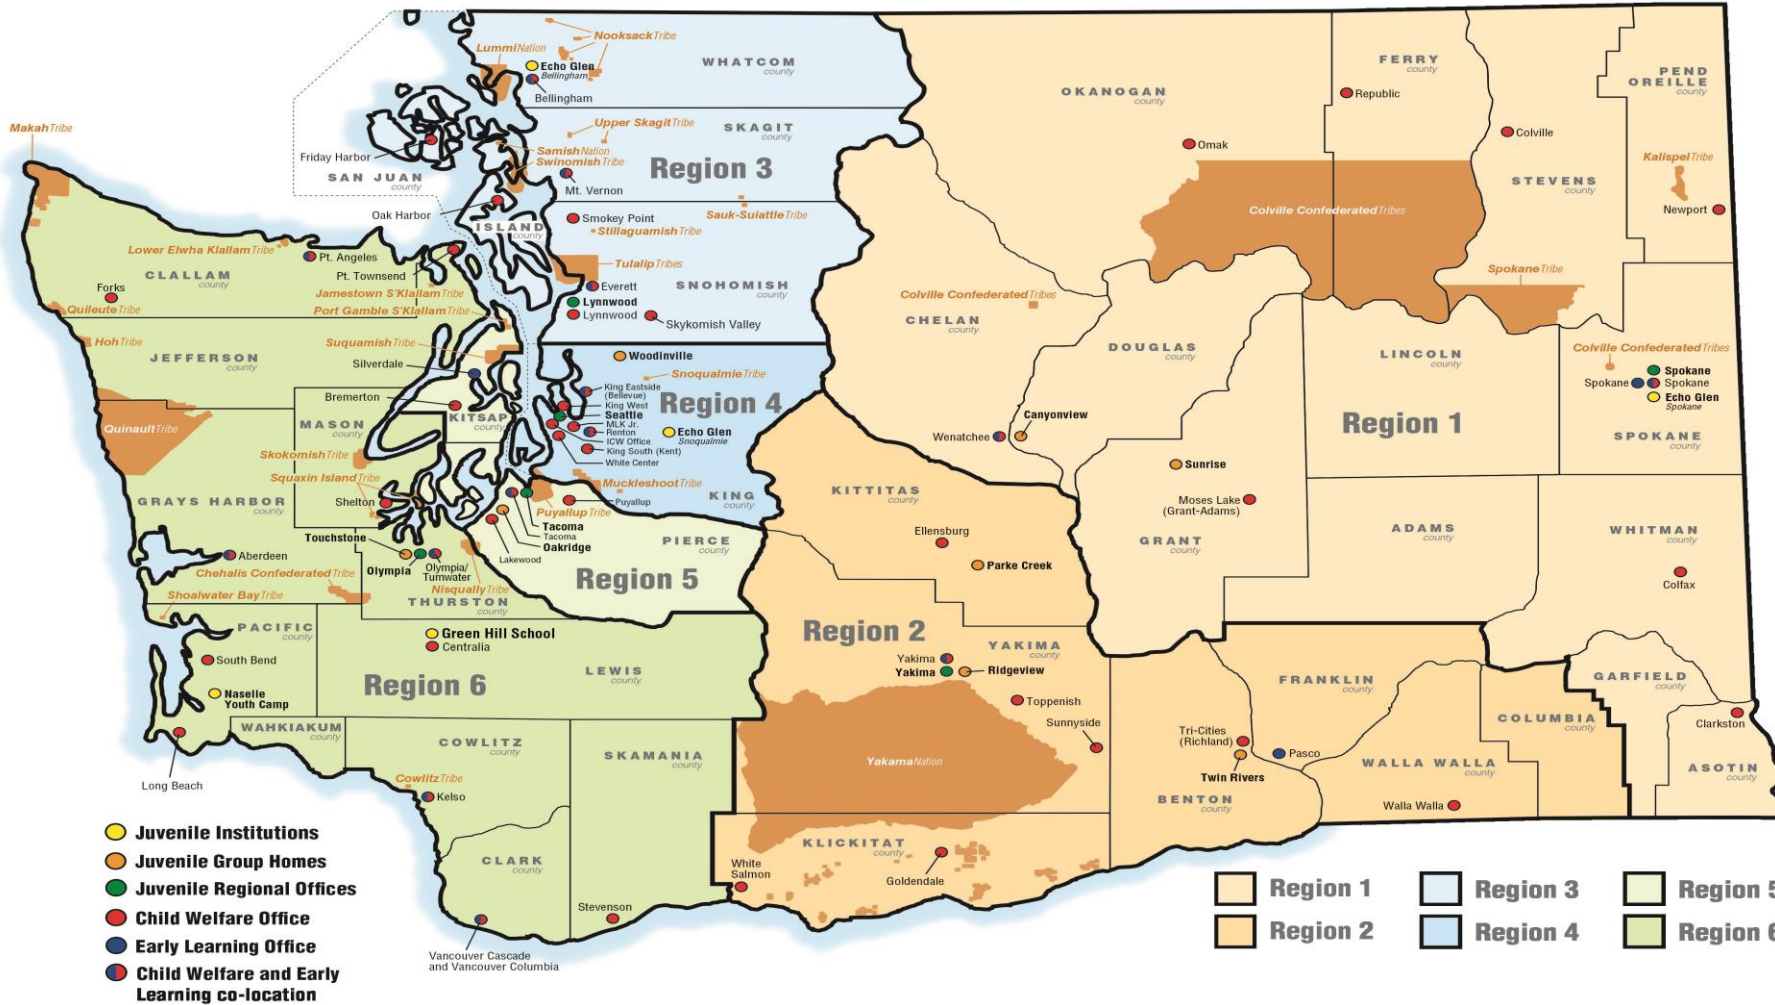 Nooksack Tribe
Lummi Nation
Echo Glen
Bellingham
Bellingham
WHATCOM
county
OKANOGAN
county
FERRY
county
PEND
OREILLE
county
Republic
Makah Tribe
Upper Skagit Tribe
SKAGIT
county
Colville
Omak
Friday Harbor
Samish Nation
Swinomish Tribe
Region 3
Kalispel Tribe
SAN JUAN
county
Mt. Vernon
STEVENS
county
Oak Harbor
Smokey Point
Sauk-Suiattle Tribe
Colville Confederated Tribes
Newport
ISLAND
county
Stillaguamish Tribe
Lower Elwha Klallam Tribe
Pt. Angeles
CLALLAM
county
Pt. Townsend
Tulalip Tribes
Spokane Tribe
Forks
Jamestown S'Klallam Tribe
Everett
SNOHOMISH
county
Colville Confederated Tribes
Quileute Tribe
Port Gamble S'Klallam Tribe
Lynnwood
Lynnwood
Skykomish Valley
CHELAN
county
Hoh Tribe
Suquamish Tribe
JEFFERSON
county
Silverdale
Woodinville
DOUGLAS
county
LINCOLN
county
Colville Confederated Tribes
Snoqualmie Tribe
Spokane
Spokane
Spokane
Echo Glen
Spokane
Bremerton
King Eastside
(Bellevue)
King West
Seattle
MLK Jr.
Renton
ICW Office
King South (Kent)
White Center
Region 4
Echo Glen
Snoqualmie
Quinault Tribe
MASON
county
KITSAP
county
Canyonview
Wenatchee
Region 1
SPOKANE
county
Skokomish Tribe
Squaxin Island Tribe
Sunrise
GRAYS HARBOR
county
Shelton
Muckleshoot Tribe
KING
county
Puyallup
Puyallup Tribe
KITTITAS
county
Moses Lake
(Grant-Adams)
Touchstone
Tacoma
Tacoma
Oakridge
Lakewood
PIERCE
county
Ellensburg
GRANT
county
ADAMS
county
WHITMAN
county
Aberdeen
Olympia
Olympia/
Tumwater
Parke Creek
Chehalis Confederated Tribe
Nisqually Tribe
Region 5
Colfax
Shoalwater Bay Tribe
THURSTON
county
PACIFIC
county
Green Hill School
Centralia
Region 2
YAKIMA
county
South Bend
LEWIS
county
Yakima
Yakima
Ridgeview
Region 6
FRANKLIN
county
GARFIELD
county
Naselle
Youth Camp
Toppenish
Sunnyside
COLUMBIA
county
Clarkston
WAHKIAKUM
county
COWLITZ
county
SKAMANIA
county
Tri-Cities
(Richland)
Pasco
Yakama Nation
Twin Rivers
WALLA WALLA
county
ASOTIN
county
Long Beach
Cowlitz Tribe
Kelso
BENTON
county
Walla Walla
CLARK
county
KLICKITAT
county
White
Salmon
Goldendale
Stevenson
Vancouver Cascade
and Vancouver Columbia
Juvenile Institutions
Juvenile Group Homes
Juvenile Regional Offices
Child Welfare Office
Early Learning Office
Child Welfare and Early
Learning co-location
Region 1
Region 3
Region 5
Region 2
Region 4
Region 6